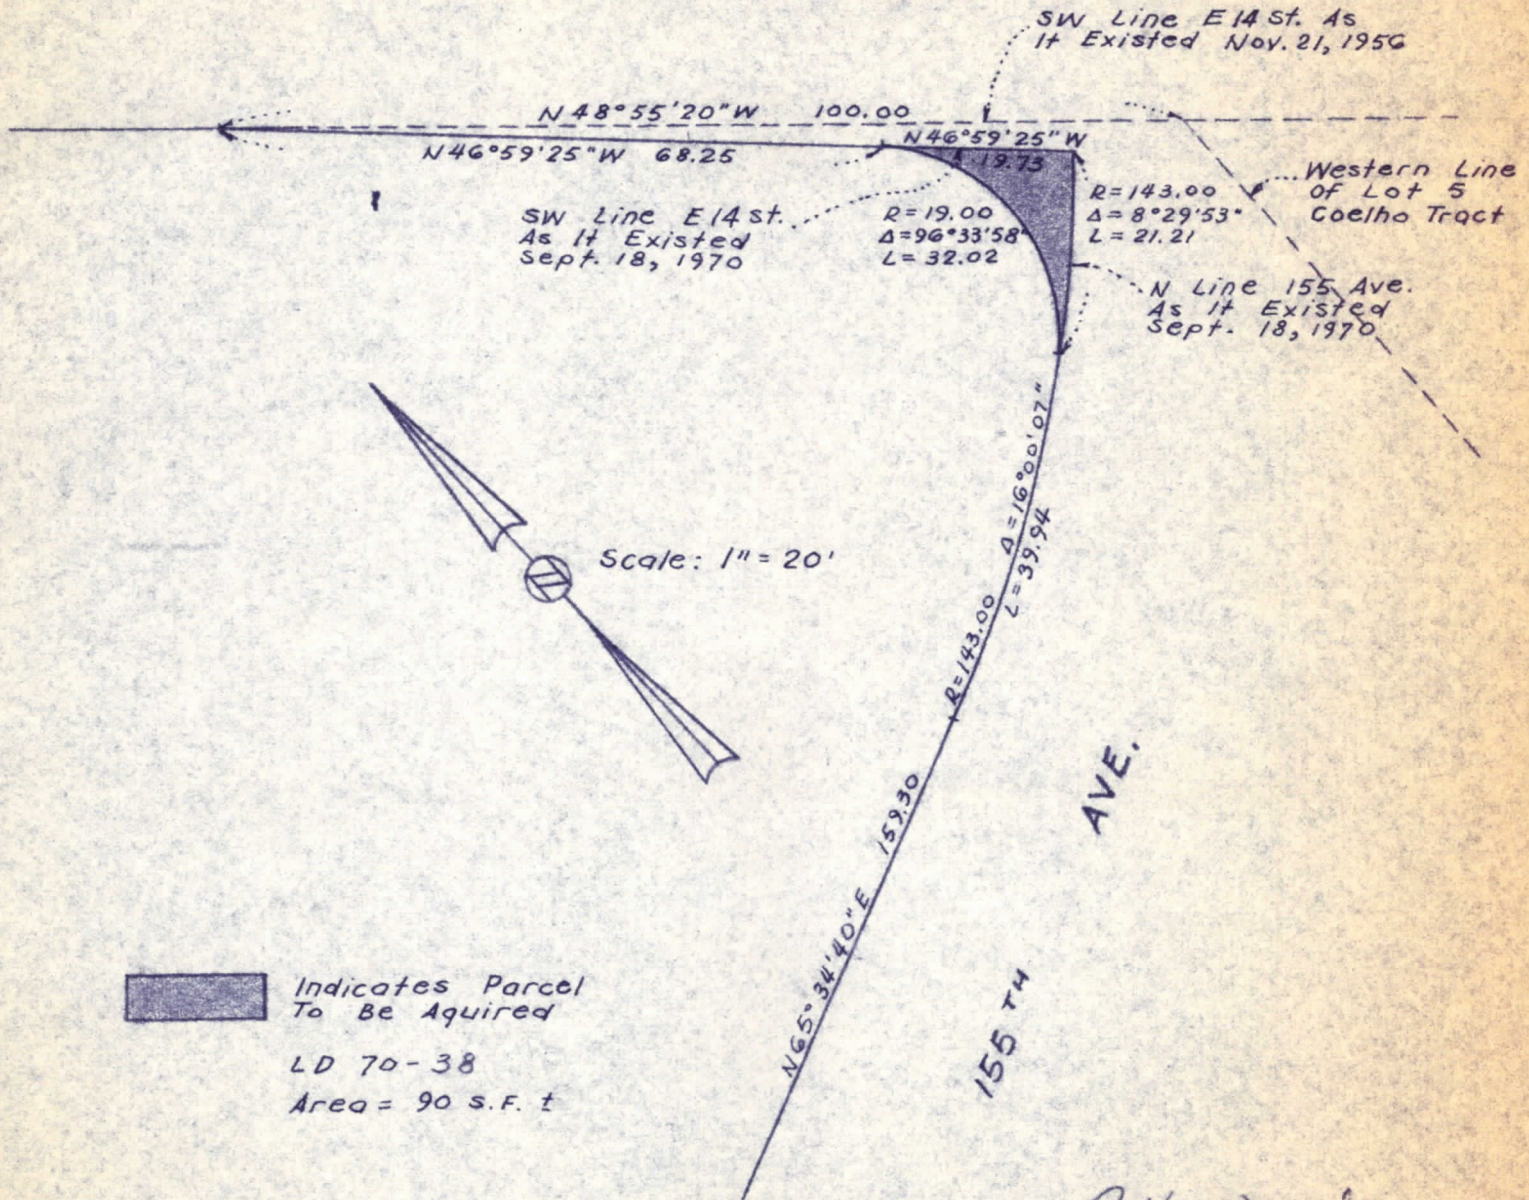 SW Line E 14 St. As
It Existed Nov. 21, 1956
N 48°55'20"W 100.00
N46°59'25"W
N46°59'25"W 68.25
19.73
Western Line
Of Lot 5
Coelho Tract
R=143.00
Δ=8°29'53"
L=21.21
SW Line E 14 St.
As It Existed
Sept. 18, 1970
R=19.00
Δ=96°33'58"
L=32.02
N Line 155 Ave.
As It Existed
Sept. 18, 1970
Δ=16°00'07"
R=143.00
L=39.94
Scale: 1"=20'
N65°34'40"E 159.30
155 TH AVE.
Indicates Parcel
To Be Aquired
LD 70-38
Area= 90 S.F. ±